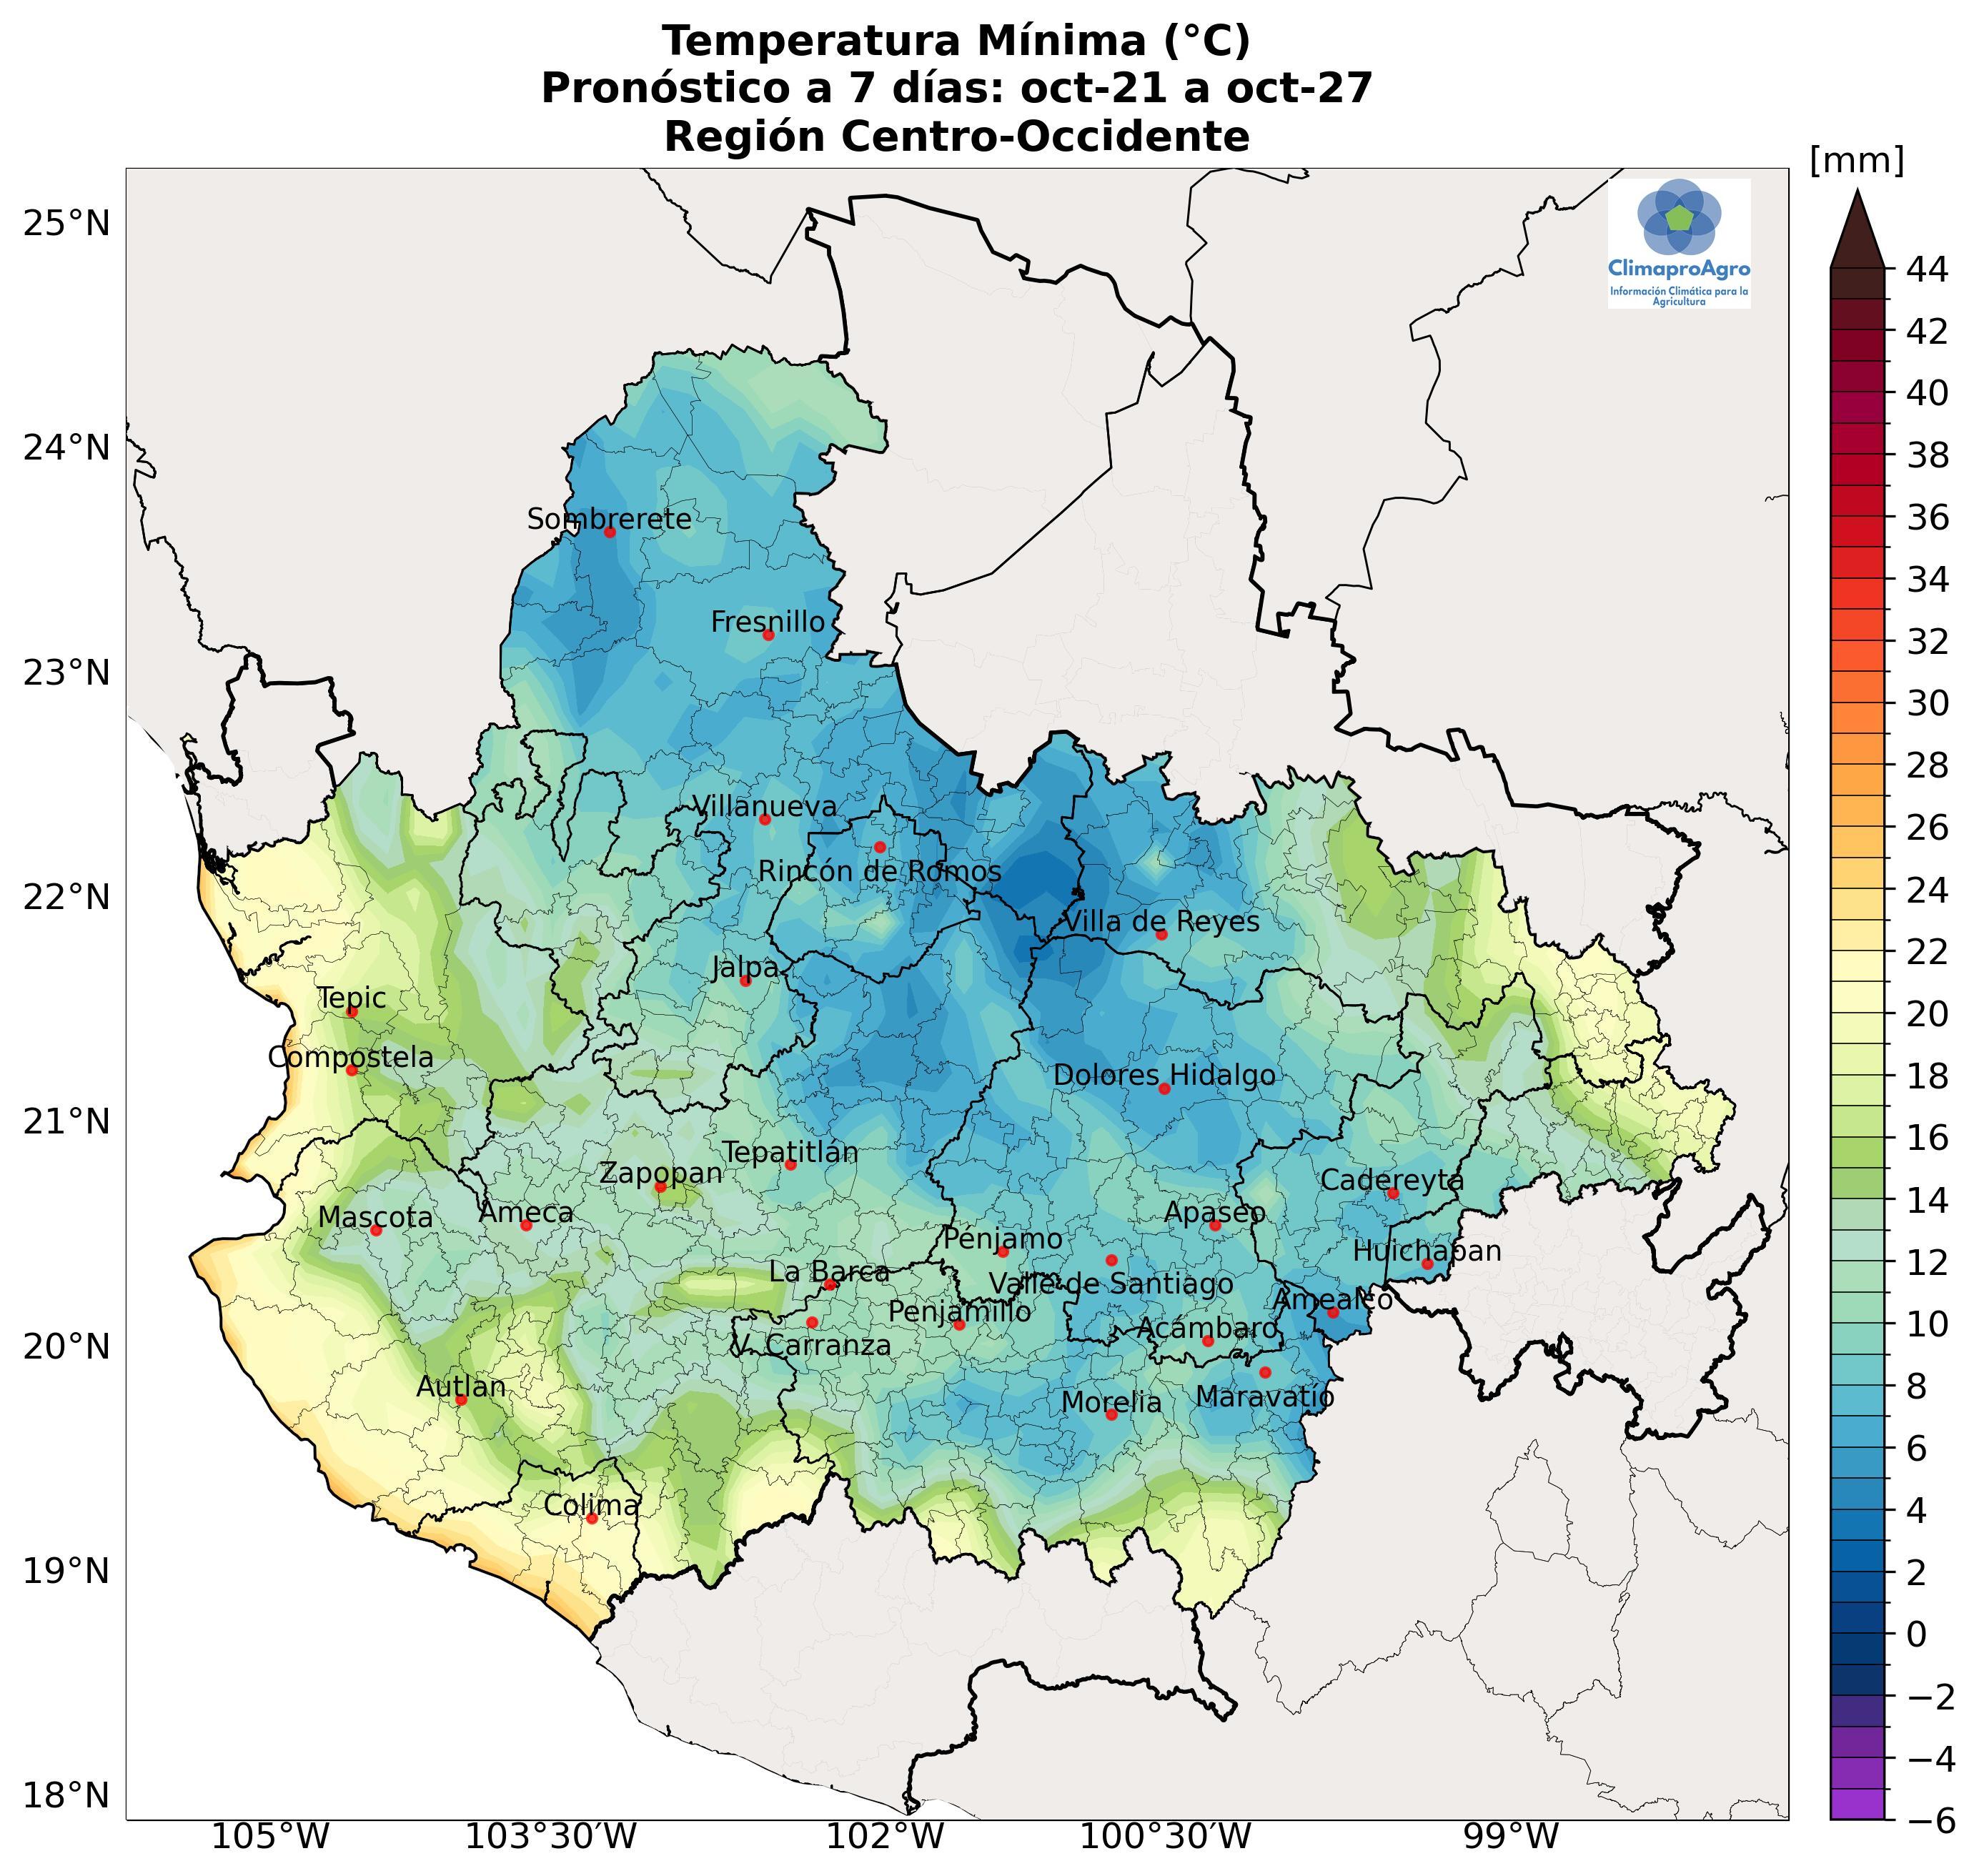 Temperatura Mínima (°C)
Pronóstico a 7 días: oct-21 a oct-27
Región Centro-Occidente
[mm]
25°N
24°N
23°N
22°N
21°N
20°N
19°N
18°N
ClimaproAgro
Información Climática para la
Agricultura
Sombrerete
Fresnillo
Villanueva
Rincón de Romos
Villa de Reyes
Jalpa
Tepic
Compostela
Dolores Hidalgo
Tepatitlán
Zapopan
Cadereyta
Mascota
Ameca
Apaseo
Pénjamo
Huichapan
La Barca
Valle de Santiago
Amealco
Penjamillo
Acámbaro
V. Carranza
Autlan
Morelia
Maravatío
Colima
44
42
40
38
36
34
32
30
28
26
24
22
20
18
16
14
12
10
8
6
4
2
0
−2
−4
−6
105°W
103°30′W
102°W
100°30′W
99°W